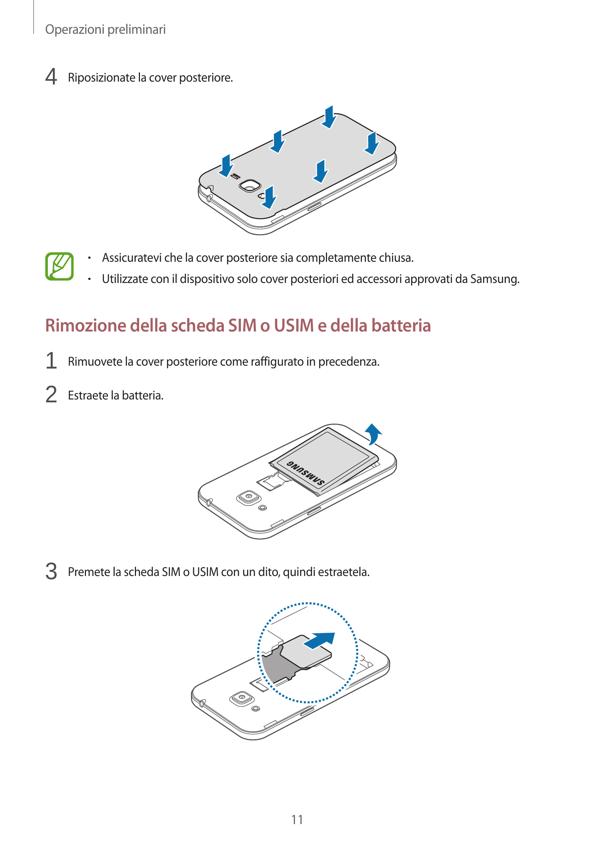 Operazioni preliminari
4 Riposizionate la cover posteriore.
• Assicuratevi che la cover posteriore sia completamente chiusa.
• Utilizzate con il dispositivo solo cover posteriori ed accessori approvati da Samsung.
Rimozione della scheda SIM o USIM e della batteria
1 Rimuovete la cover posteriore come raffigurato in precedenza.
2 Estraete la batteria.
SAMSUNG
3 Premete la scheda SIM o USIM con un dito, quindi estraetela.
11